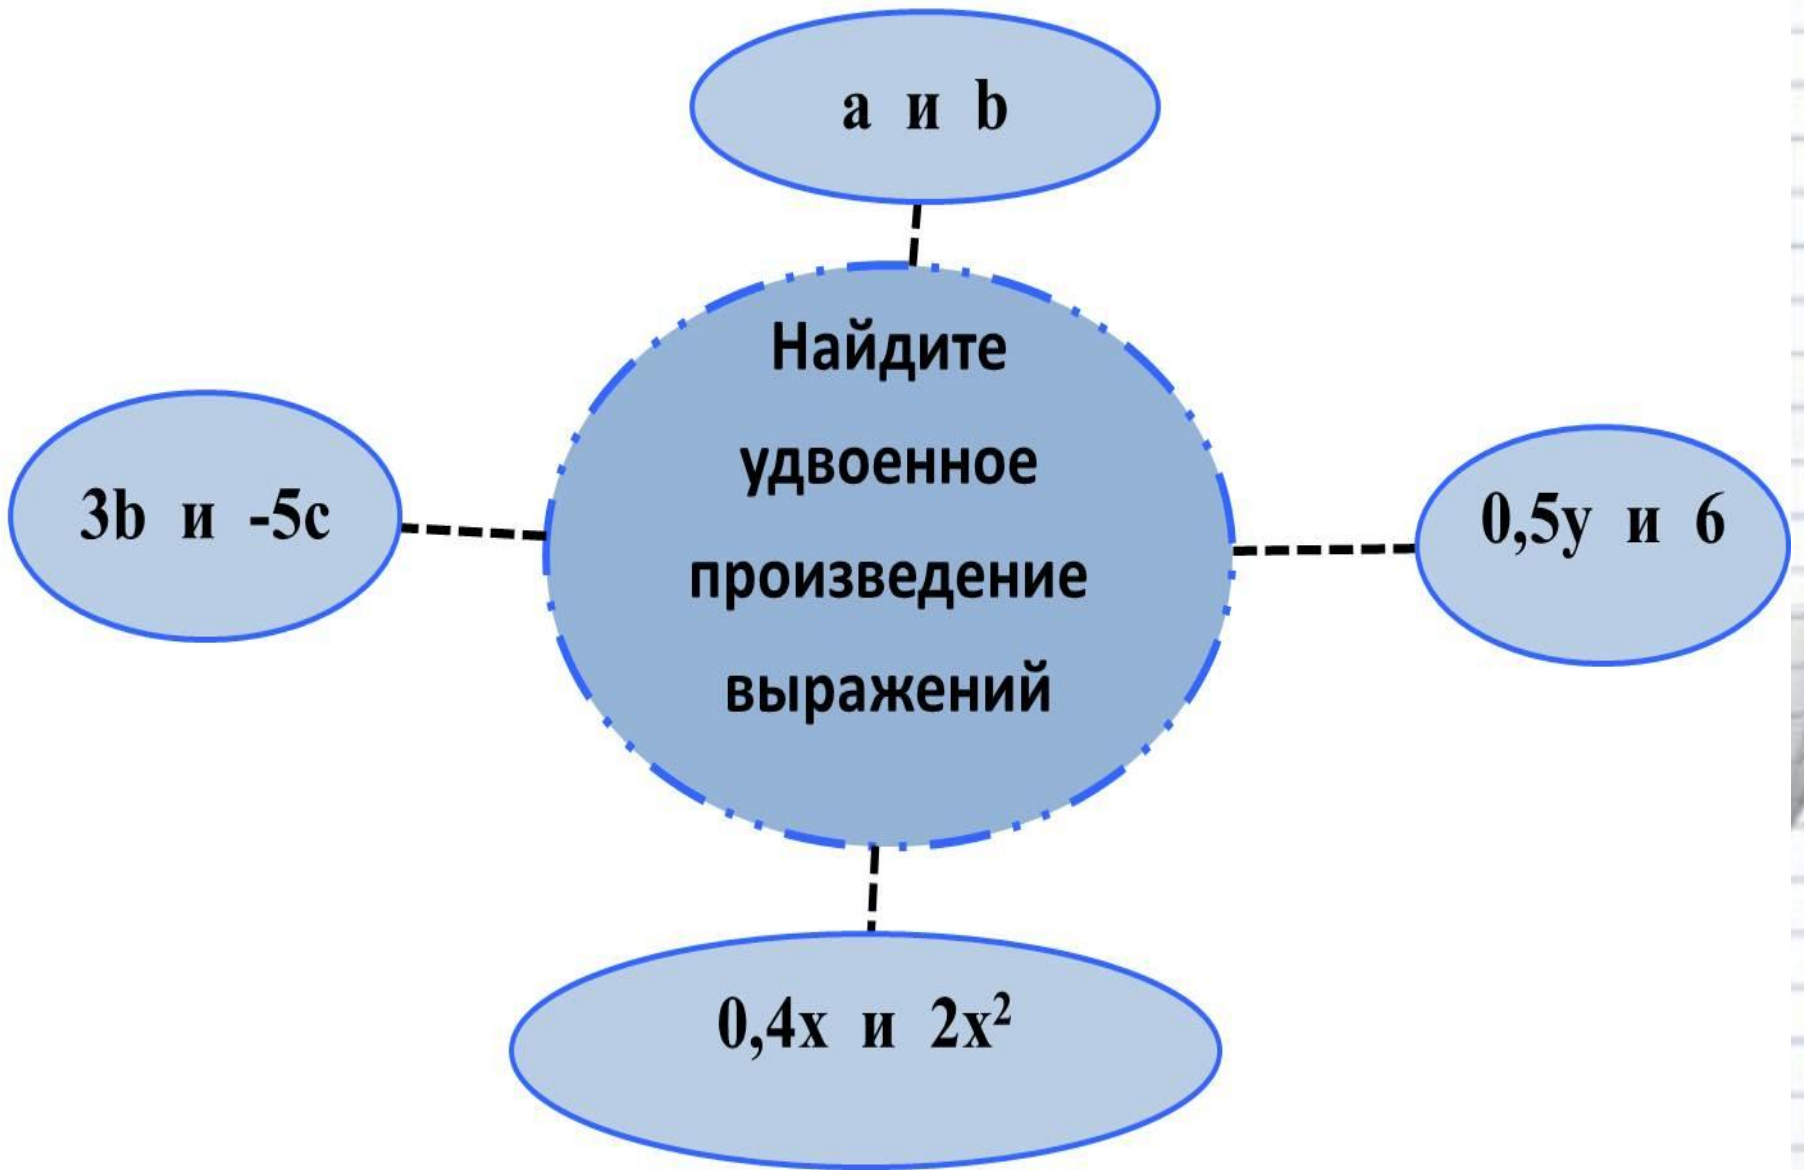 a и b
Найдите
удвоенное
произведение
выражений
3b и -5c
0,5y и 6
0,4x и 2x²